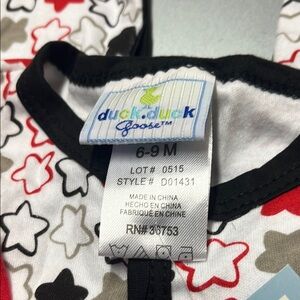 duck.duck
goose™
6-9 M
LOT # 0515
STYLE # D01431
MADE IN CHINA
HECHO EN CHINA
FABRIQUÉ EN CHINE
RN# 36753